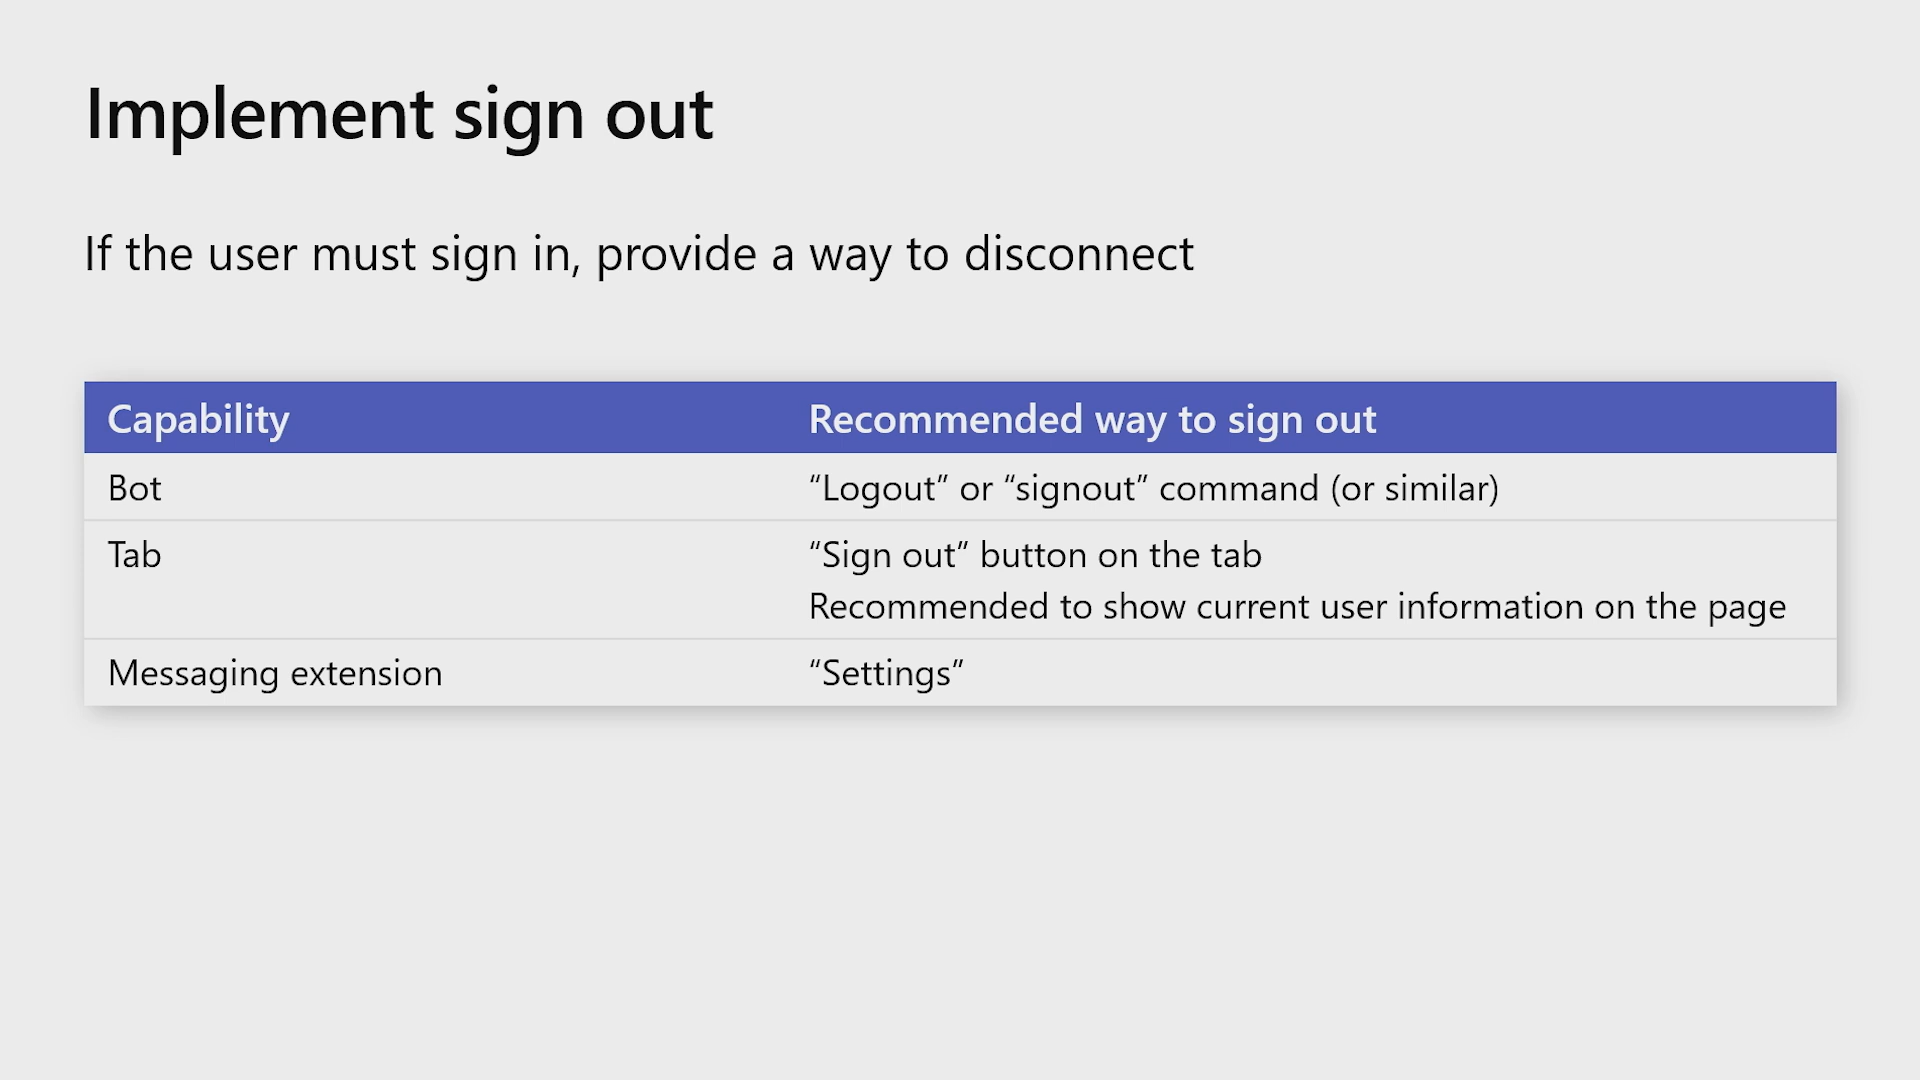 Implement sign out
If the user must sign in, provide a way to disconnect
Capability
Recommended way to sign out
Bot
“Logout” or “signout” command (or similar)
Tab
“Sign out” button on the tab
Recommended to show current user information on the page
Messaging extension
“Settings”